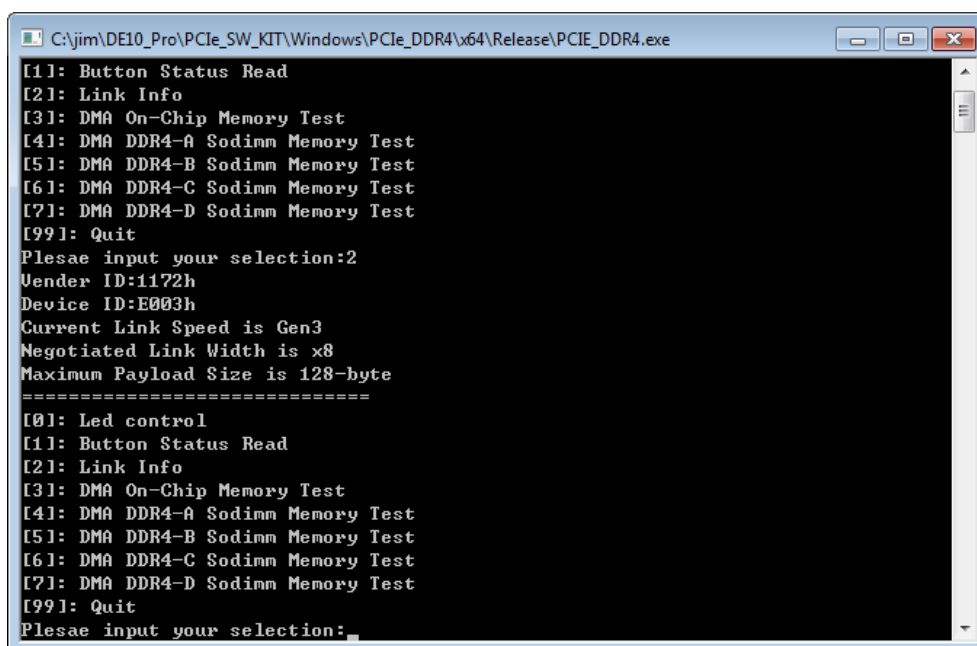 C:\jim\DE10_Pro\PCIe_SW_KIT\Windows\PCIe_DDR4\x64\Release\PCIE_DDR4.exe
[1]: Button Status Read
[2]: Link Info
[3]: DMA On-Chip Memory Test
[4]: DMA DDR4-A Sodimm Memory Test
[5]: DMA DDR4-B Sodimm Memory Test
[6]: DMA DDR4-C Sodimm Memory Test
[7]: DMA DDR4-D Sodimm Memory Test
[99]: Quit
Plesae input your selection:2
Vender ID:1172h
Device ID:E003h
Current Link Speed is Gen3
Negotiated Link Width is x8
Maximum Payload Size is 128-byte
==============================
[0]: Led control
[1]: Button Status Read
[2]: Link Info
[3]: DMA On-Chip Memory Test
[4]: DMA DDR4-A Sodimm Memory Test
[5]: DMA DDR4-B Sodimm Memory Test
[6]: DMA DDR4-C Sodimm Memory Test
[7]: DMA DDR4-D Sodimm Memory Test
[99]: Quit
Plesae input your selection: